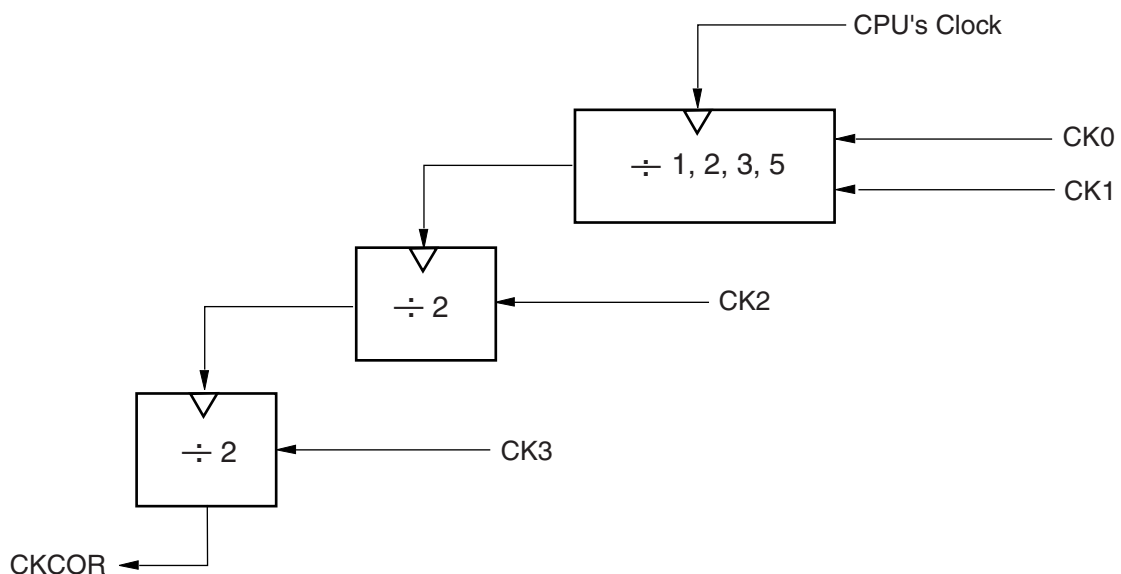 CPU's Clock
CK0
÷ 1, 2, 3, 5
CK1
÷ 2
CK2
÷ 2
CK3
CKCOR